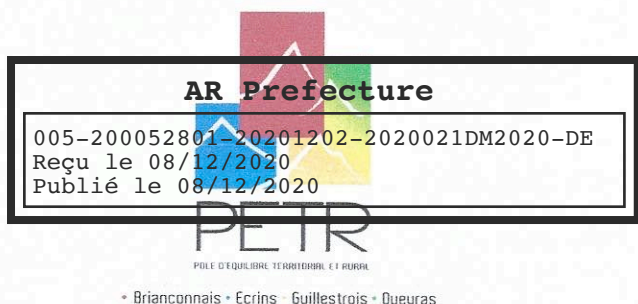 AR Prefecture
005-200052801-20201202-2020021DM2020-DE
Reçu le 08/12/2020
Publié le 08/12/2020
PETR
POLE D'EQUILIBRE TERRITORIAL ET RURAL
• Brianconnais • Ecrins • Guillestrois • Queuras